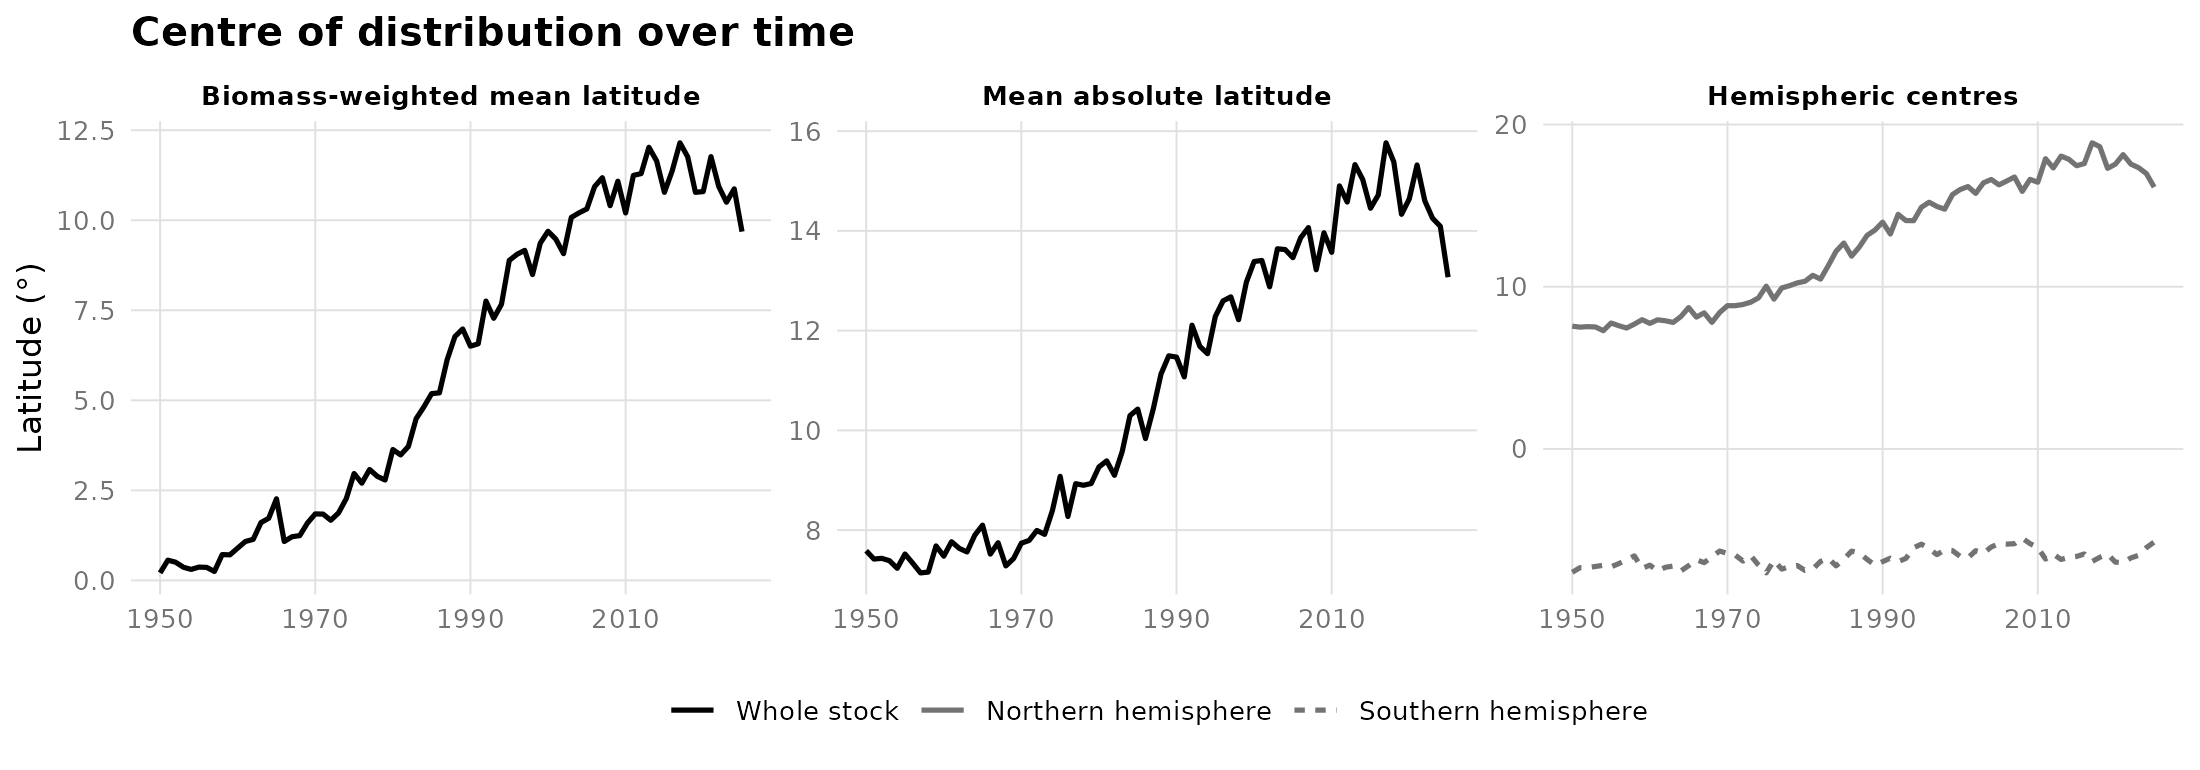 Centre of distribution over time
Biomass-weighted mean latitude
Mean absolute latitude
Hemispheric centres
Latitude (°)
12.5
10.0
7.5
5.0
2.5
0.0
1950 1970 1990 2010
16
14
12
10
8
1950 1970 1990 2010
20
10
0
1950 1970 1990 2010
Whole stock Northern hemisphere Southern hemisphere